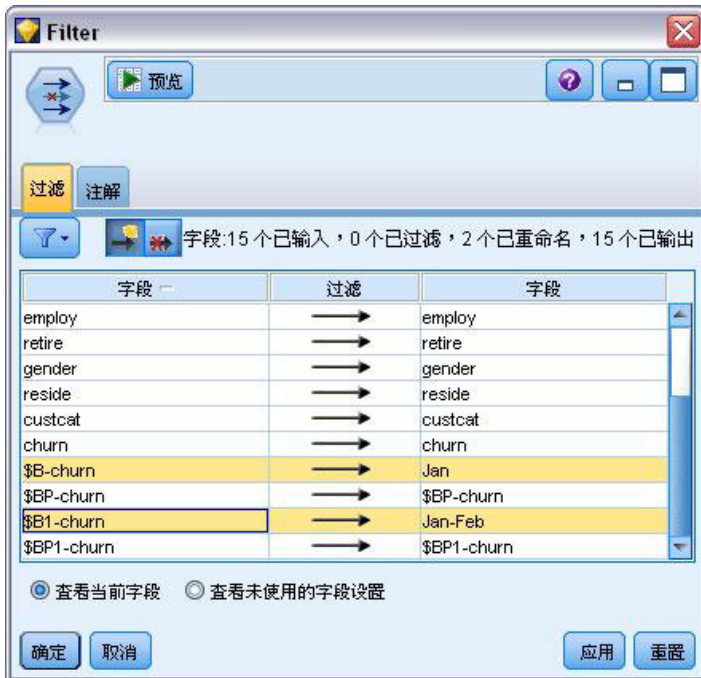 Filter
预览
过滤 注解
字段:15 个已输入，0 个已过滤，2 个已重命名，15 个已输出
字段 过滤 字段
employ employ
retire retire
gender gender
reside reside
custcat custcat
churn churn
$B-churn Jan
$BP-churn $BP-churn
$B1-churn Jan-Feb
$BP1-churn $BP1-churn
查看当前字段 查看未使用的字段设置
确定 取消 应用 重置